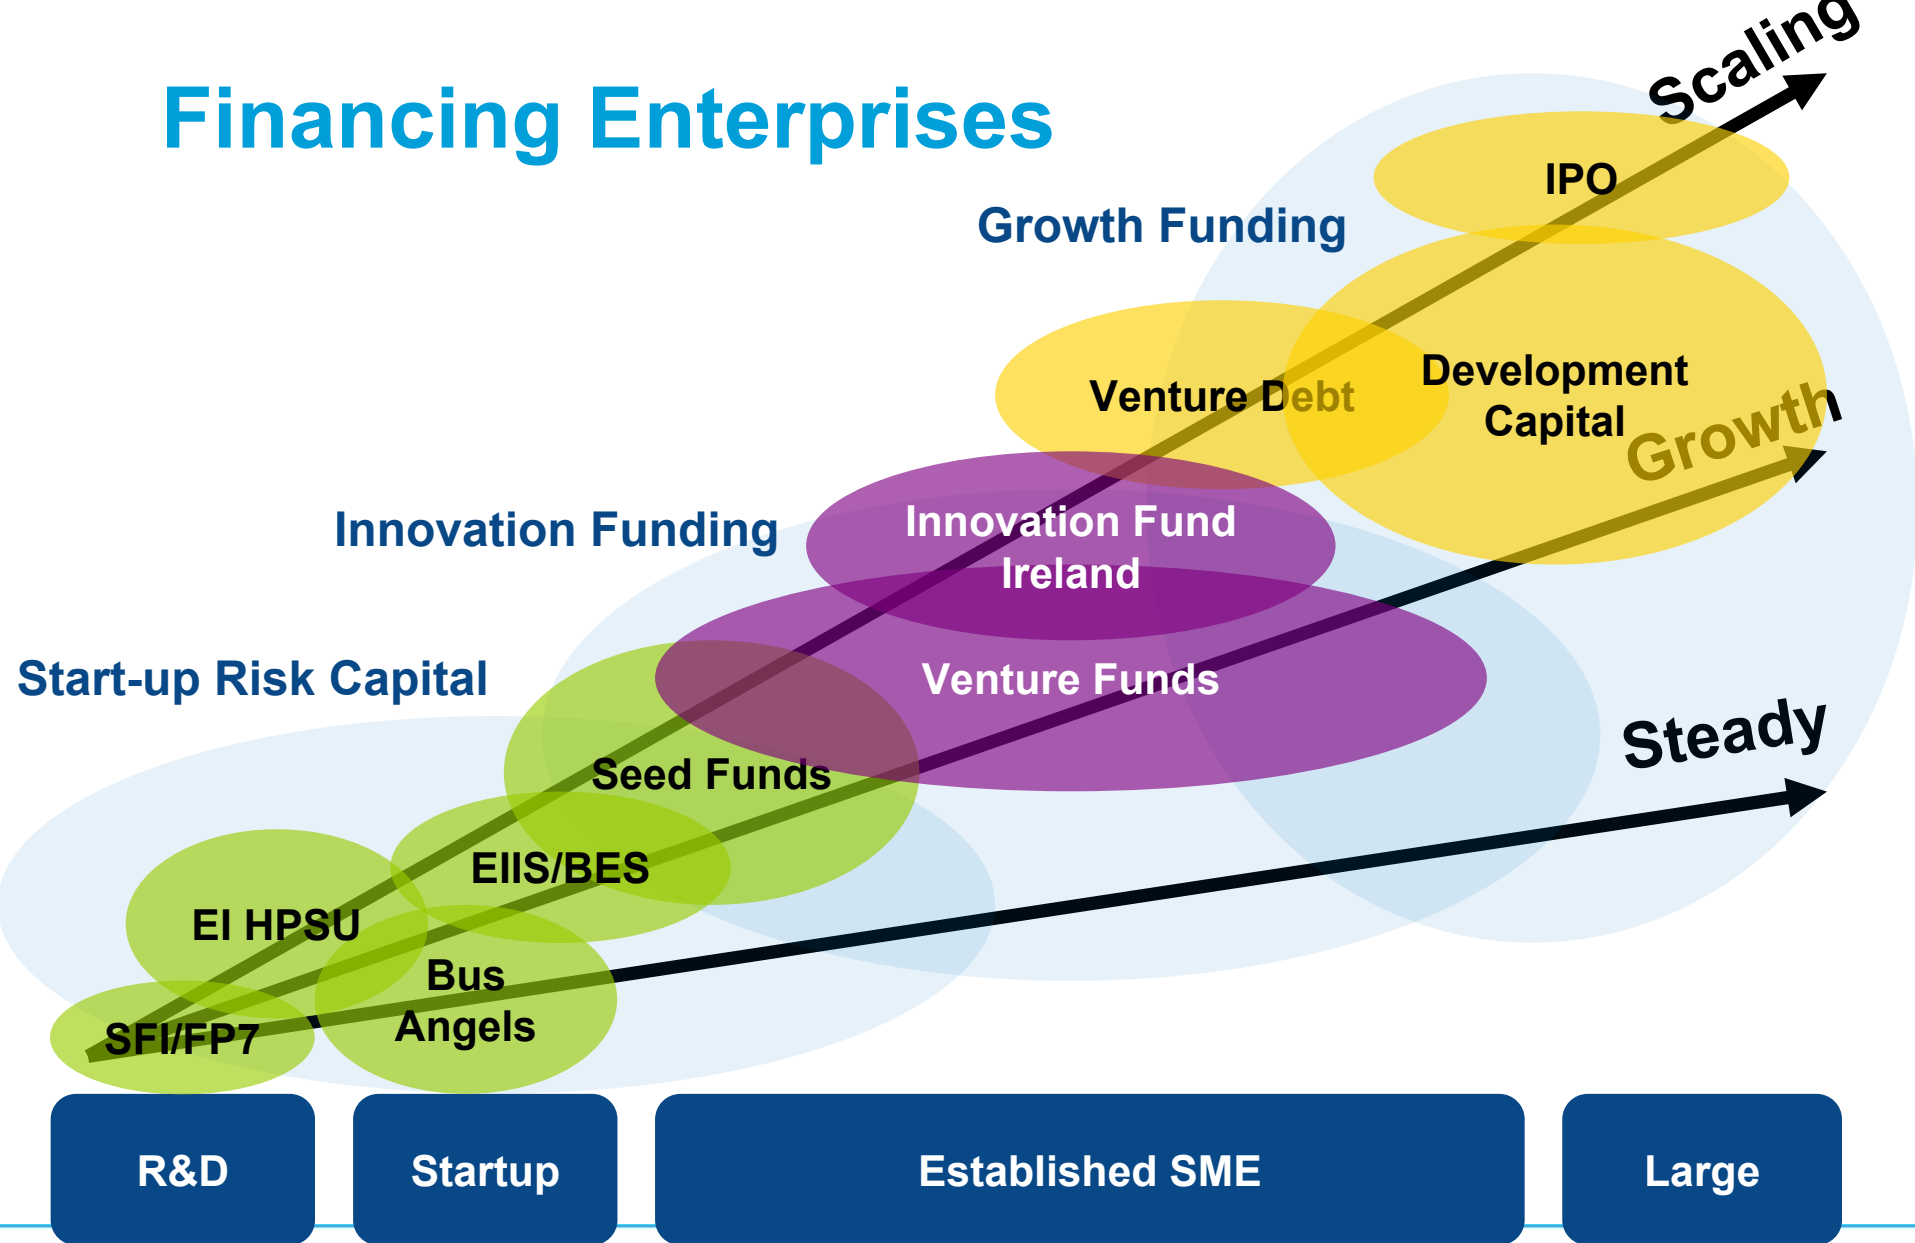 Scaling
Financing Enterprises
IPO
Growth Funding
Development
Capital
Venture Debt
Growth
Innovation Funding
Innovation Fund
Ireland
Start-up Risk Capital
Venture Funds
Steady
Seed Funds
EIIS/BES
EI HPSU
Bus
Angels
SFI/FP7
R&D
Startup
Established SME
Large